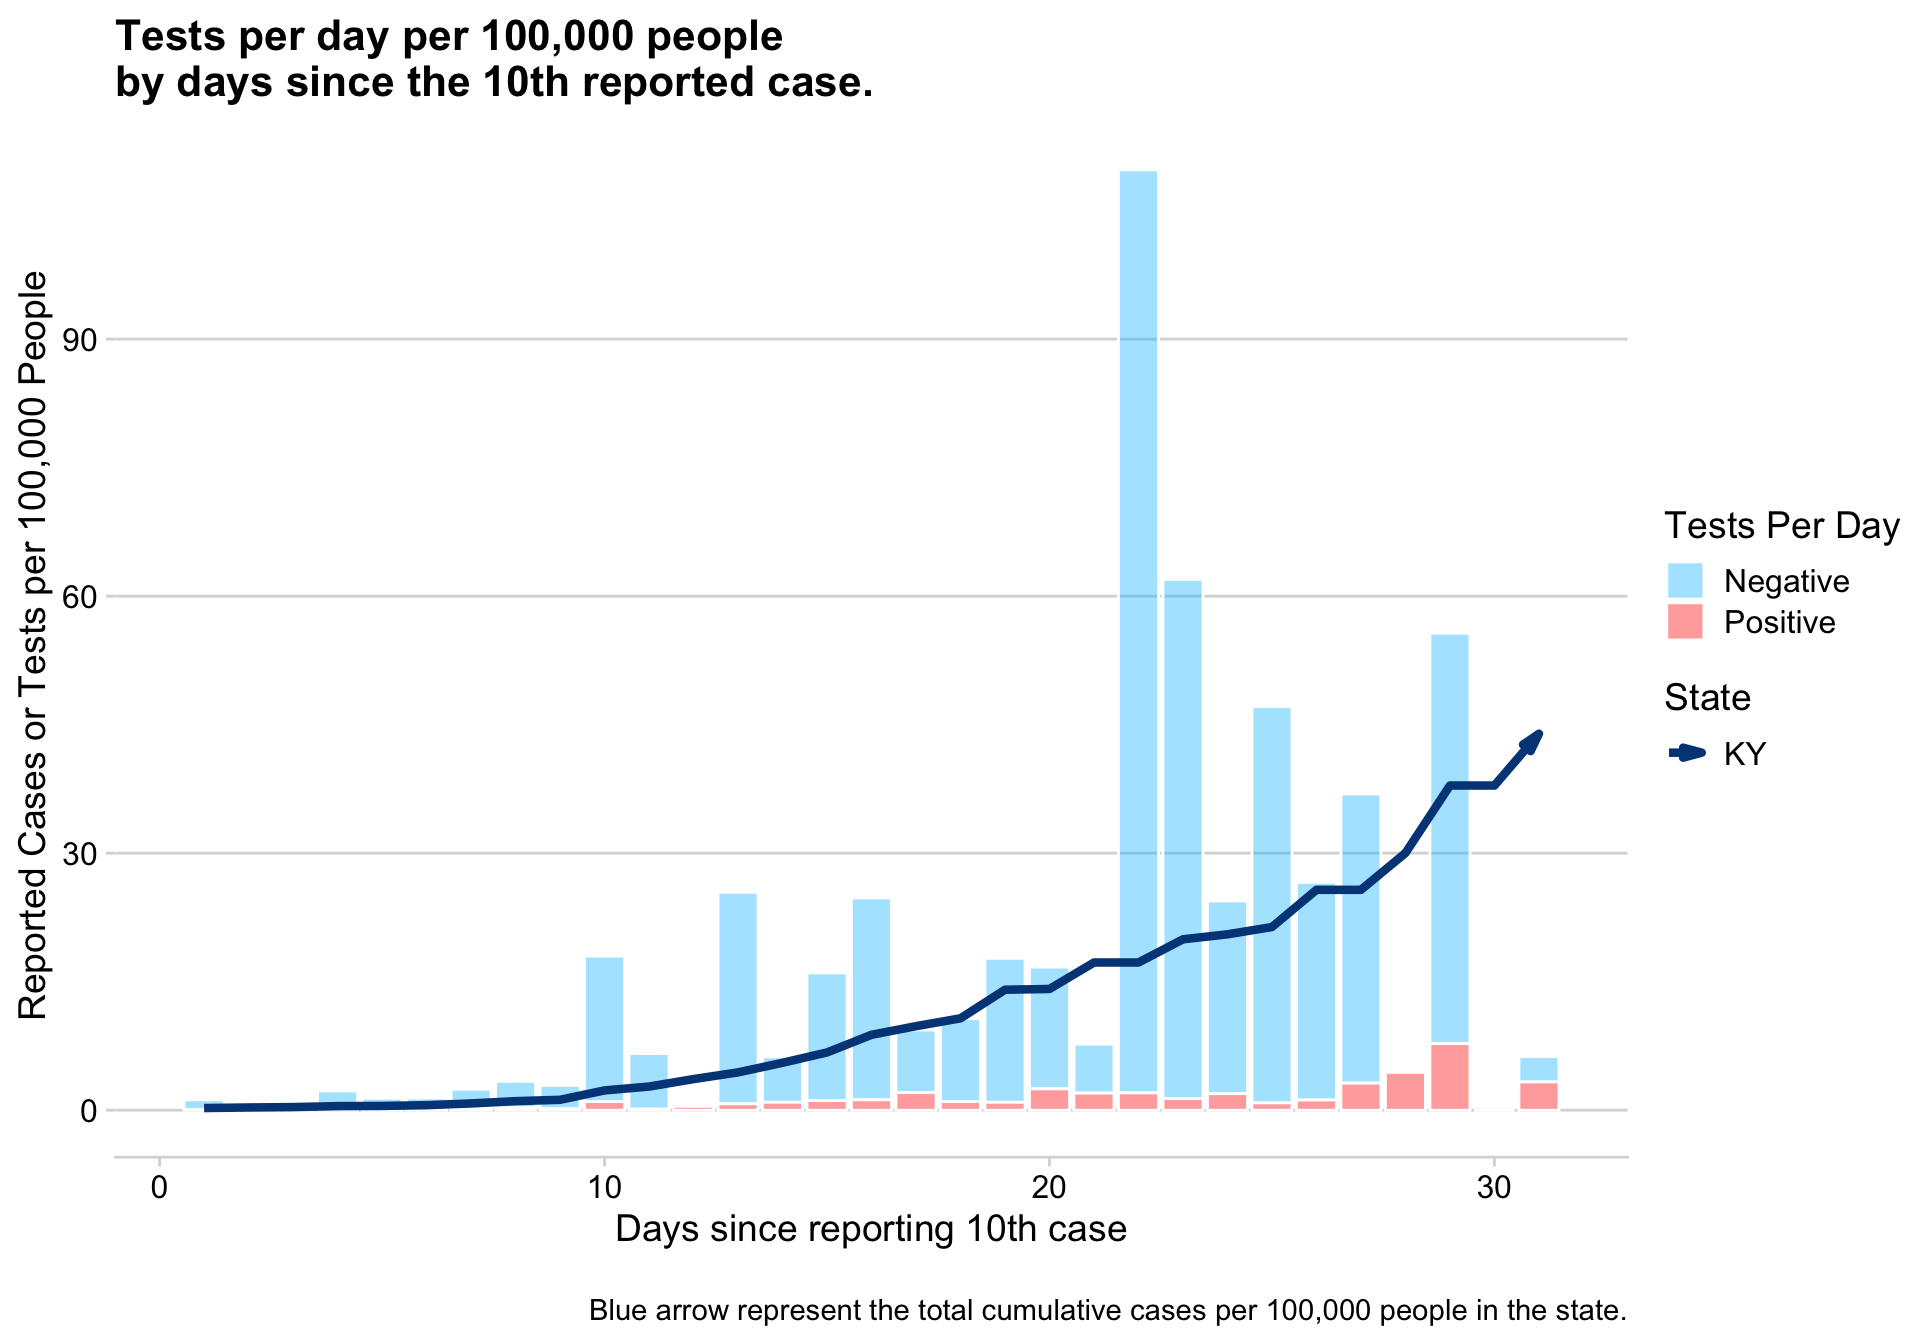 Tests per day per 100,000 people
by days since the 10th reported case.
Reported Cases or Tests per 100,000 People
90
60
30
0
0
10
20
30
Days since reporting 10th case
Tests Per Day
Negative
Positive
State
KY
Blue arrow represent the total cumulative cases per 100,000 people in the state.